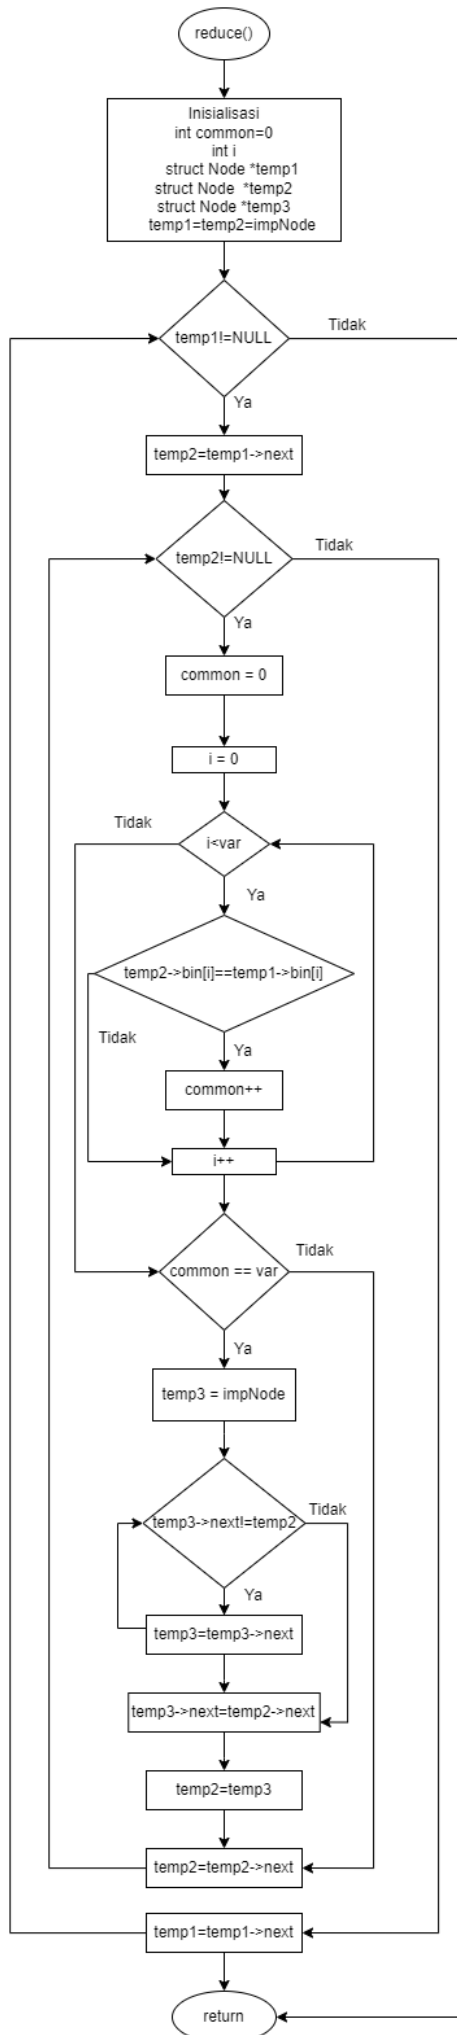 reduce()
Inisialisasi
int common=0
int i
struct Node *temp1
struct Node *temp2
struct Node *temp3
temp1=temp2=impNode
temp1!=NULL
Tidak
Ya
temp2=temp1->next
temp2!=NULL
Tidak
Ya
common = 0
i = 0
Tidak
i<var
Ya
temp2->bin[i]==temp1->bin[i]
Tidak
Ya
common++
i++
common == var
Tidak
Ya
temp3 = impNode
temp3->next!=temp2
Tidak
Ya
temp3=temp3->next
temp3->next=temp2->next
temp2=temp3
temp2=temp2->next
temp1=temp1->next
return